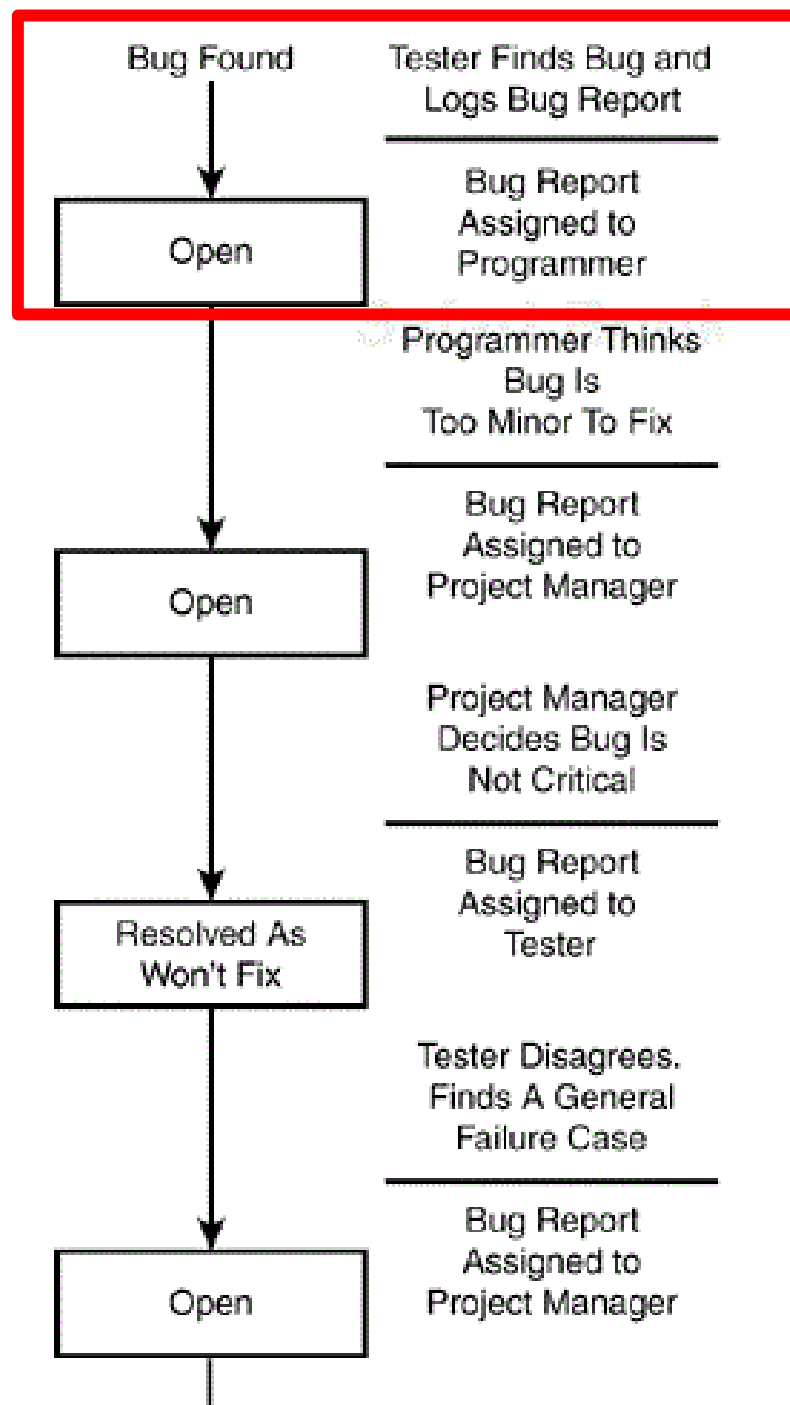 Bug Found
Tester Finds Bug and
Logs Bug Report
Bug Report
Assigned to
Programmer
Open
Programmer Thinks
Bug Is
Too Minor To Fix
Bug Report
Assigned to
Project Manager
Open
Project Manager
Decides Bug Is
Not Critical
Bug Report
Assigned to
Tester
Resolved As
Won't Fix
Tester Disagrees.
Finds A General
Failure Case
Bug Report
Assigned to
Project Manager
Open